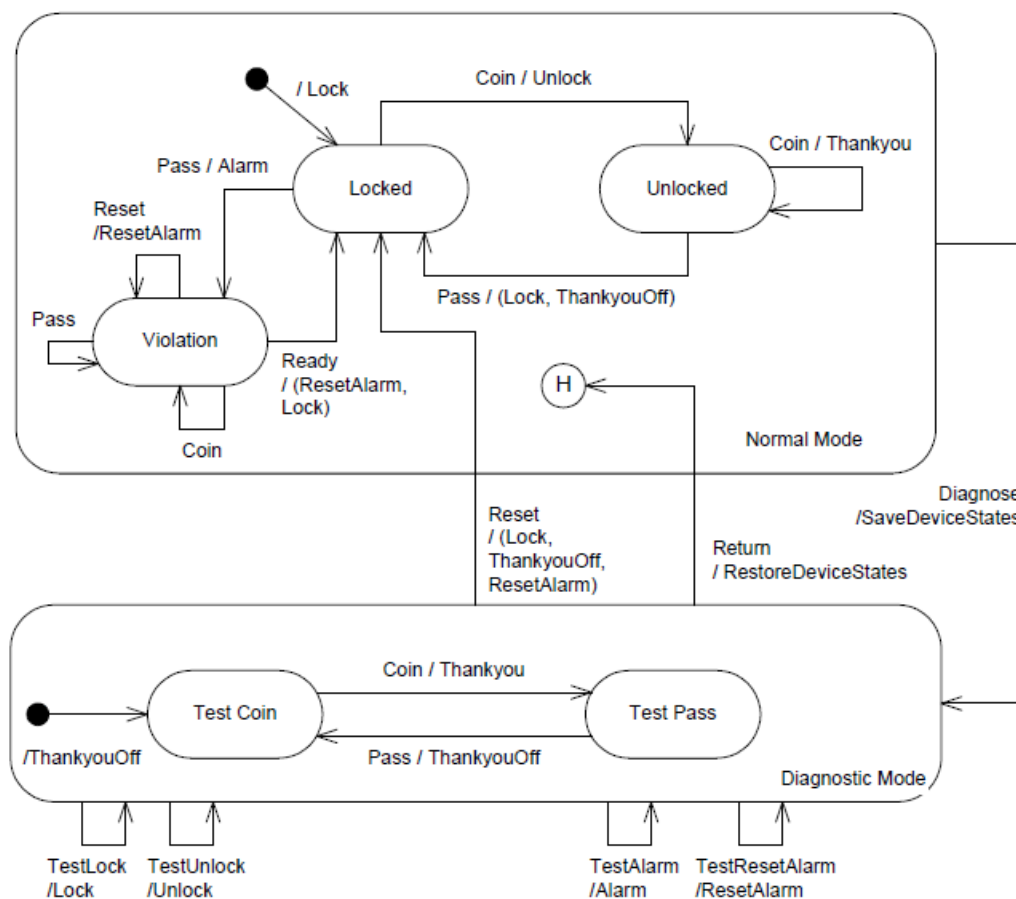 / Lock
Coin / Unlock
Coin / Thankyou
Pass / Alarm
Locked
Unlocked
Reset
/ResetAlarm
Pass / (Lock, ThankyouOff)
Pass
Violation
Ready
/ (ResetAlarm,
Lock)
H
Coin
Normal Mode
Diagnose
/SaveDeviceStates
Reset
/ (Lock,
ThankyouOff,
ResetAlarm)
Return
/ RestoreDeviceStates
Coin / Thankyou
Test Coin
Test Pass
/ThankyouOff
Pass / ThankyouOff
Diagnostic Mode
TestLock
/Lock
TestUnlock
/Unlock
TestAlarm
/Alarm
TestResetAlarm
/ResetAlarm